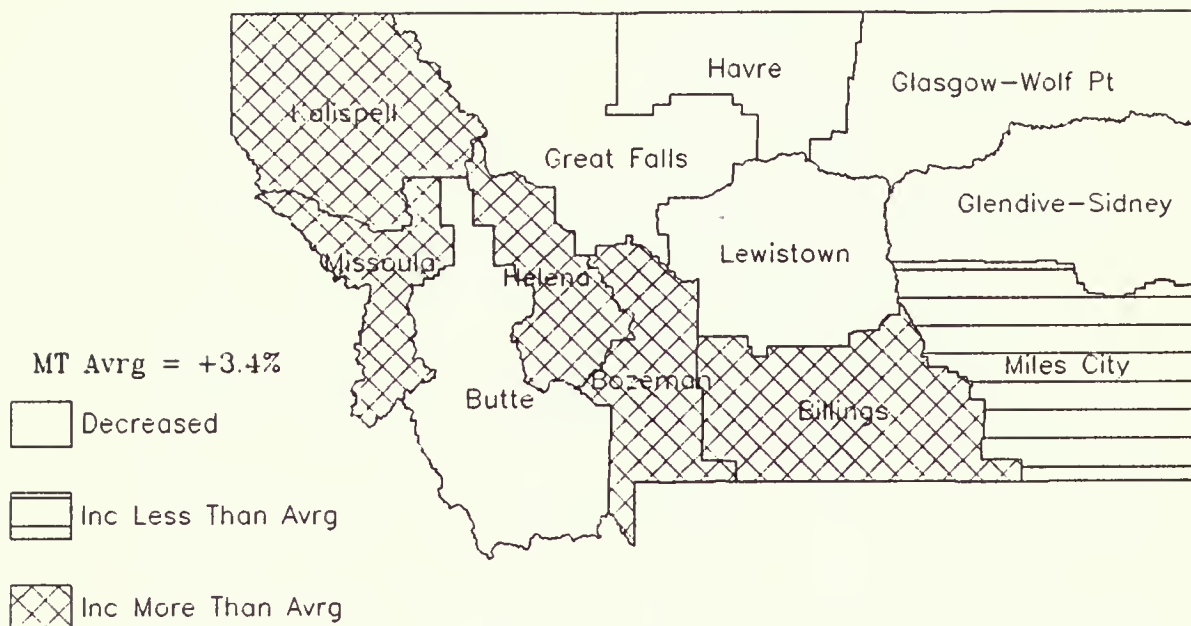 Havre
Glasgow-Wolf Pt
Kalispell
Great Falls
Glendive-Sidney
Lewistown
Missoula
Helena
MT Avrg = +3.4%
Miles City
Bozeman
Butte
Billings
Decreased
Inc Less Than Avrg
Inc More Than Avrg